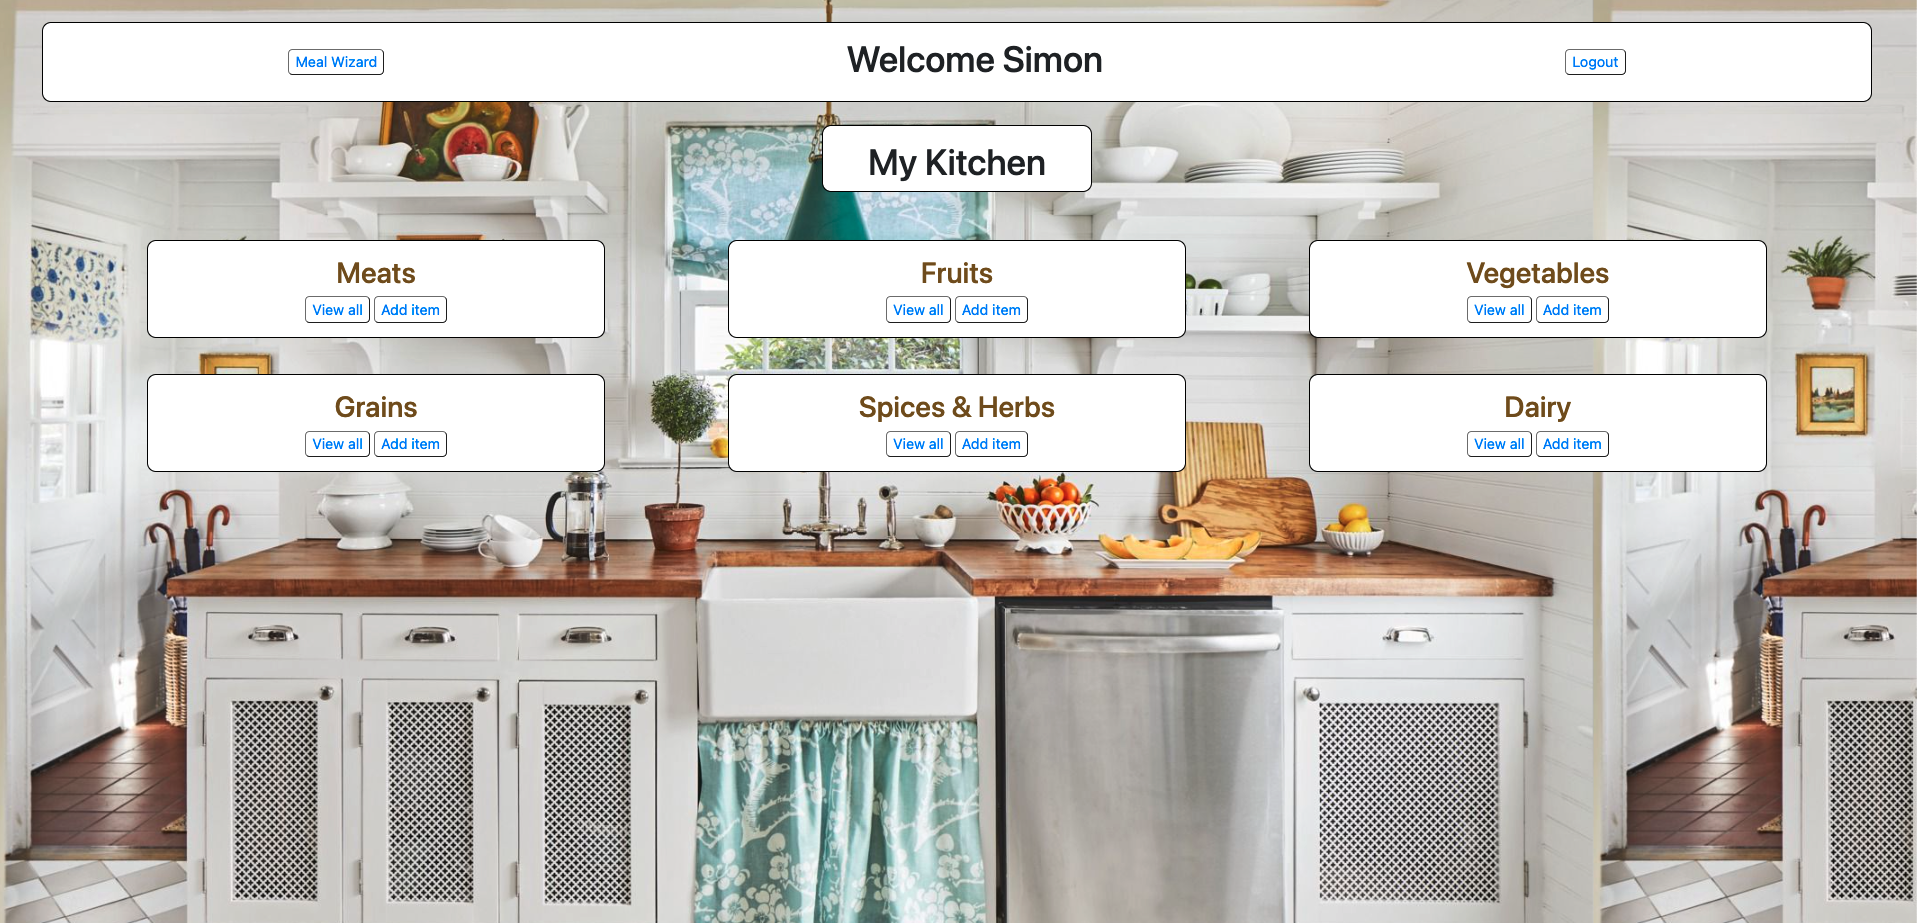 Meal Wizard
Welcome Simon
Logout
My Kitchen
Meats
View all Add item
Fruits
View all Add item
Vegetables
View all Add item
Grains
View all Add item
Spices & Herbs
View all Add item
Dairy
View all Add item